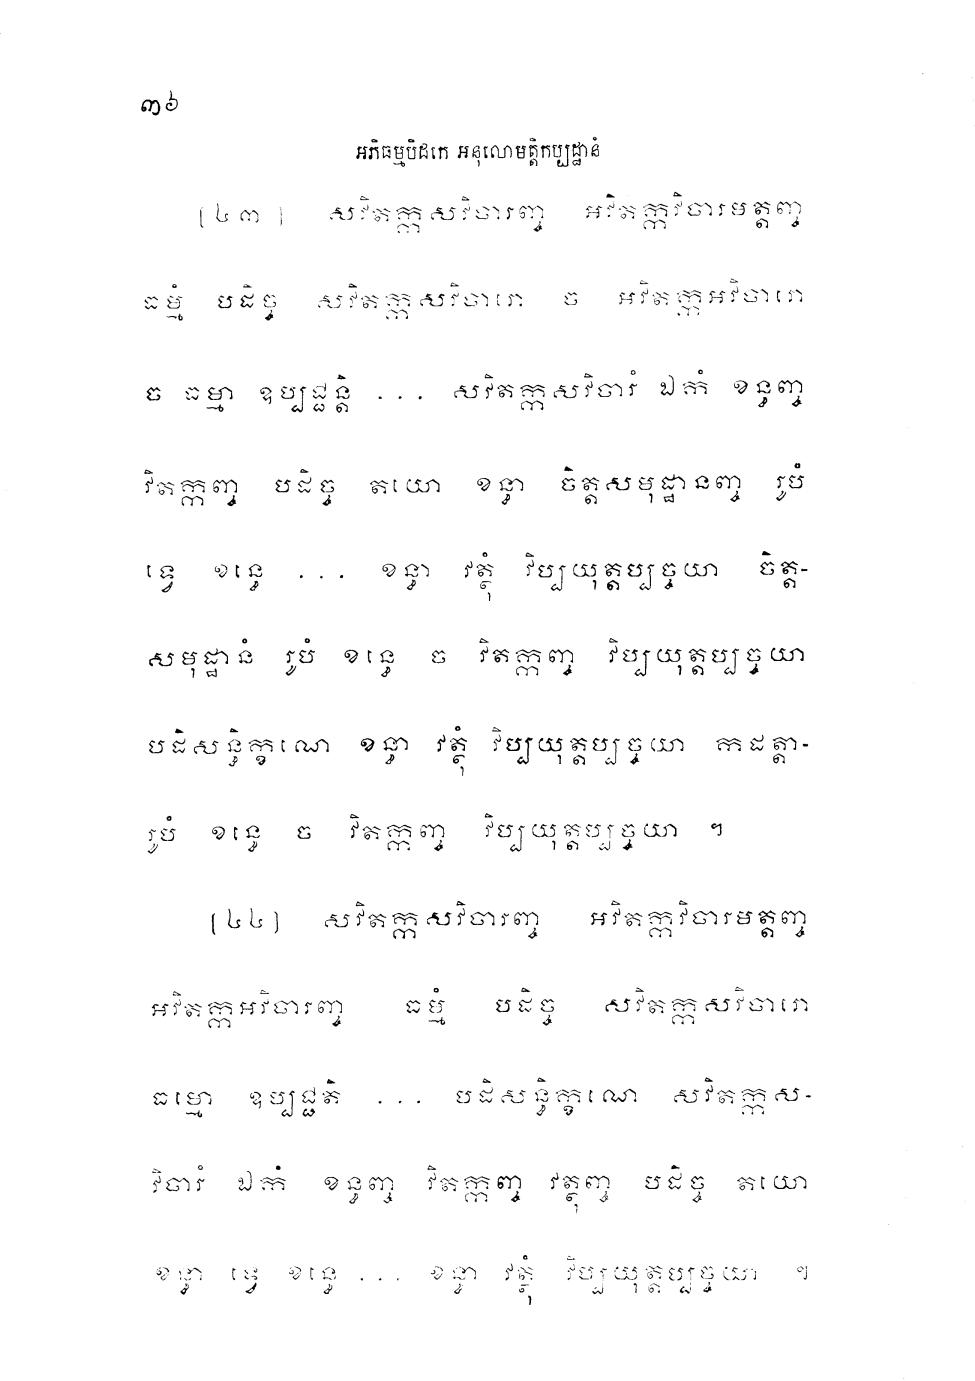 ៣៦
អភិធម្មបិដកេ អនុលោមត្តិកប្បដ្ឋានំ
[៤៣] សវិតក្កសវិចារញ្ច អវិតក្កវិចារមត្តញ្ច
ធម្មំ បដិច្ច សវិតក្កសវិចារោ ច អវិតក្កអវិចារោ
ច ធម្មា ឧប្បជ្ជន្តិ ... សវិតក្កសវិចារំ ឯកំ ខន្ធញ្ច
វិតក្កញ្ច បដិច្ច តយោ ខន្ធា ចិត្តសមុដ្ឋានញ្ច រូបំ
ទ្វេ ខន្ធេ ... ខន្ធា វត្ថុំ វិប្បយុត្តប្បច្ចយា ចិត្ត-
សមុដ្ឋានំ រូបំ ខន្ធេ ច វិតក្កញ្ច វិប្បយុត្តប្បច្ចយា
បដិសន្ធិក្ខណេ ខន្ធា វត្ថុំ វិប្បយុត្តប្បច្ចយា កដត្តា-
រូបំ ខន្ធេ ច វិតក្កញ្ច វិប្បយុត្តប្បច្ចយា ។
[៤៤] សវិតក្កសវិចារញ្ច អវិតក្កវិចារមត្តញ្ច
អវិតក្កអវិចារញ្ច ធម្មំ បដិច្ច សវិតក្កសវិចារោ
ធម្មោ ឧប្បជ្ជតិ ... បដិសន្ធិក្ខណេ សវិតក្កស-
វិចារំ ឯកំ ខន្ធញ្ច វិតក្កញ្ច វត្ថុញ្ច បដិច្ច តយោ
ខន្ធា ទ្វេ ខន្ធេ ... ខន្ធា វត្ថុំ វិប្បយុត្តប្បច្ចយា ។